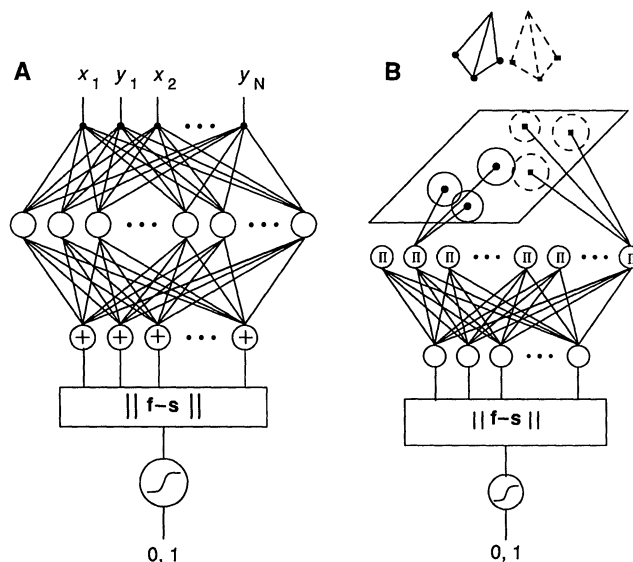 A
x1 y1 x2 ... yN
+ + + ... +
|| f-s ||
0, 1
B
Π Π Π ... Π Π ... Π
|| f-s ||
0, 1